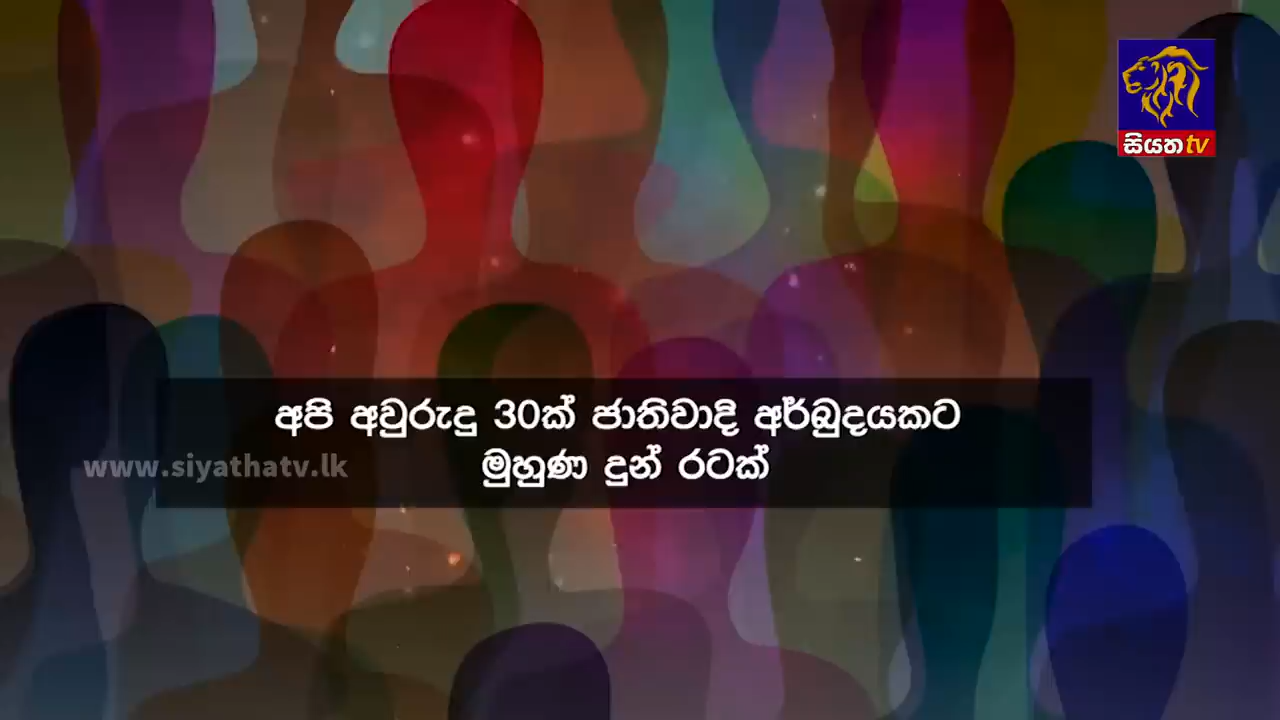 සියත tv
අපි අවුරුදු 30ක් ජාතිවාදි අර්බුදයකට
මුහුණ දුන් රටක්
www.siyathatv.lk